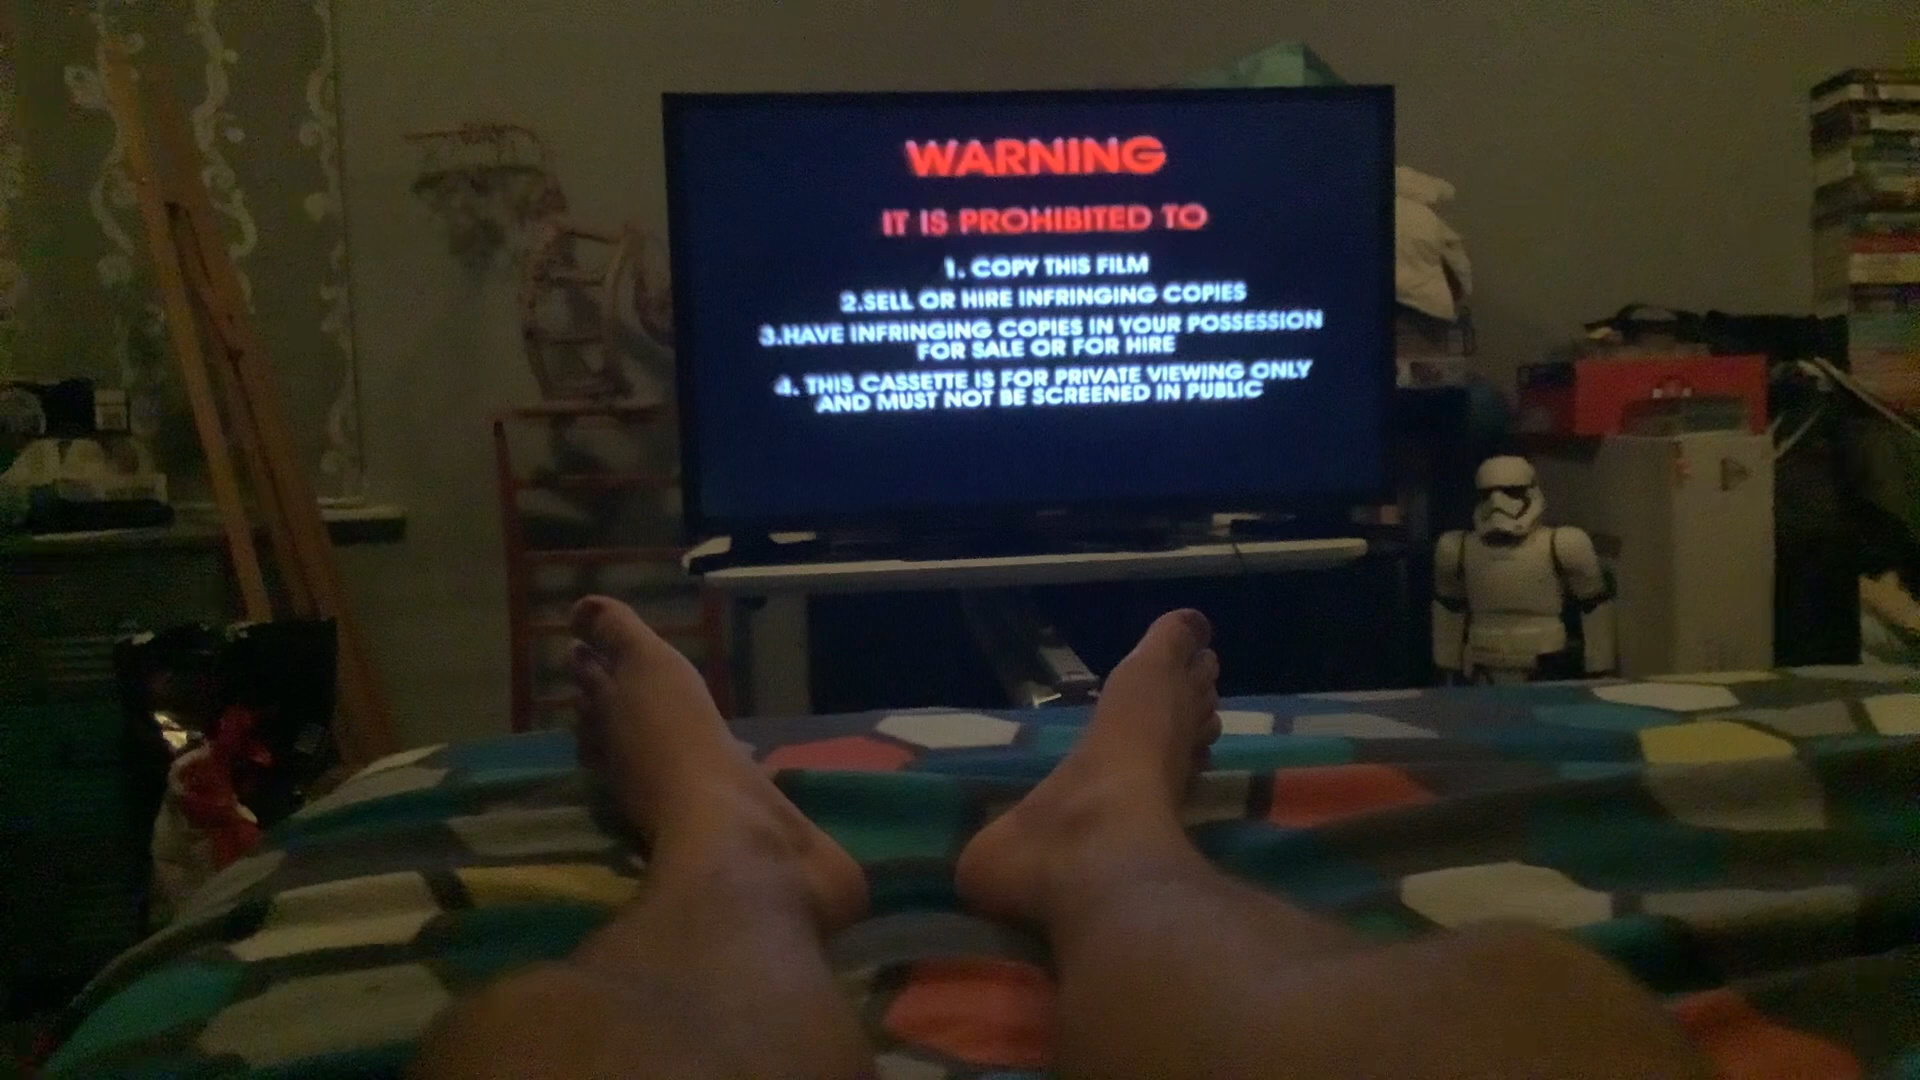 WARNING
IT IS PROHIBITED TO
1. COPY THIS FILM
2.SELL OR HIRE INFRINGING COPIES
3.HAVE INFRINGING COPIES IN YOUR POSSESSION
FOR SALE OR FOR HIRE
4. THIS CASSETTE IS FOR PRIVATE VIEWING ONLY
AND MUST NOT BE SCREENED IN PUBLIC